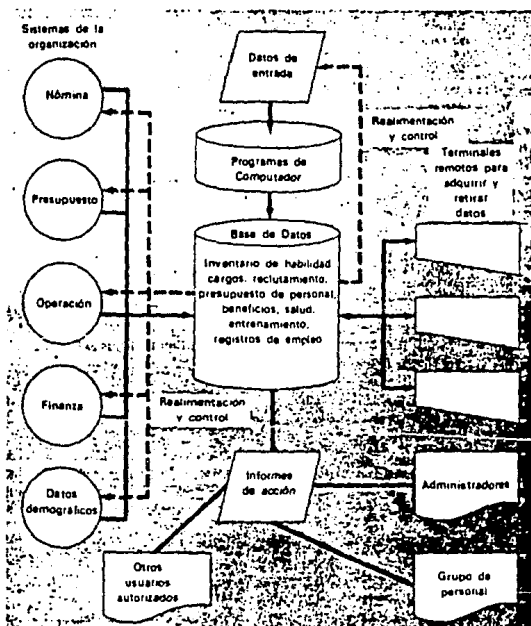 Sistemas de la
organización
Nómina
Presupuesto
Operación
Finanza
Datos
demográficos
Datos de
entrada
Programas de
Computador
Base de Datos
Inventario de habilidad
cargos, reclutamiento,
presupuesto de personal,
beneficios, salud,
entrenamiento,
registros de empleo
Realimentación
y control
Terminales
remotos para
adquirir y
retirar
datos
Realimentación
y control
Informes
de acción
Administradores
Otros
usuarios
autorizados
Grupo de
personal